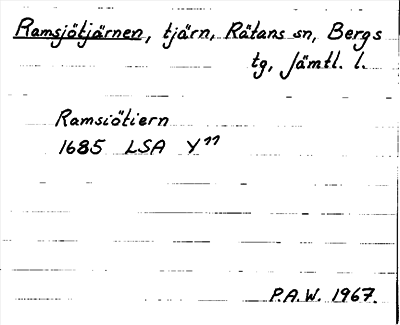 Ramsjötjärnen, tjärn, Rätans sn, Bergs
tg, Jämtl. l.
Ramsiötiern
1685 LSA Y¹¹
P.A.W. 1967.